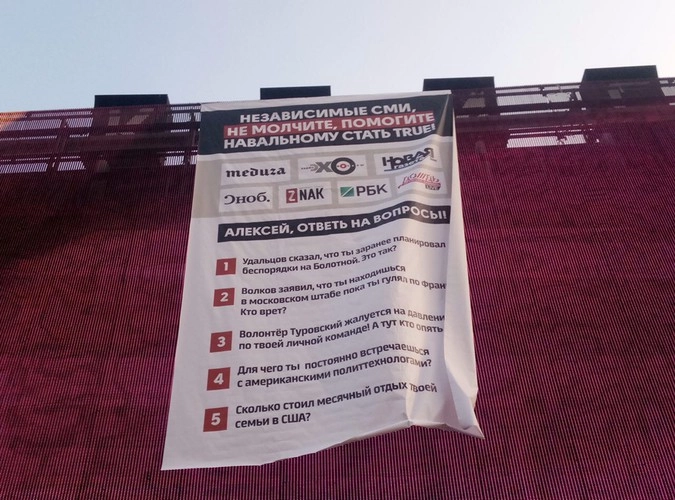 НЕЗАВИСИМЫЕ СМИ,
НЕ МОЛЧИТЕ, ПОМОГИТЕ
НАВАЛЬНОМУ СТАТЬ TRUE!
meduza ЭХО НОВАЯ ГАЗЕТА
Сноб. ZNAK РБК
АЛЕКСЕЙ, ОТВЕТЬ НА ВОПРОСЫ!
1 Удальцов сказал, что ты заранее планировал
беспорядки на Болотной. Это так?
2 Волков заявил, что ты находишься
в московском штабе пока ты гулял по фран
Кто врет?
3 Волонтёр Туровский жалуется на давлени
по твоей личной команде! А тут кто опять
4 Для чего ты постоянно встречаешься
с американскими политтехнологами?
5 Сколько стоил месячный отдых твоей
семьи в США?